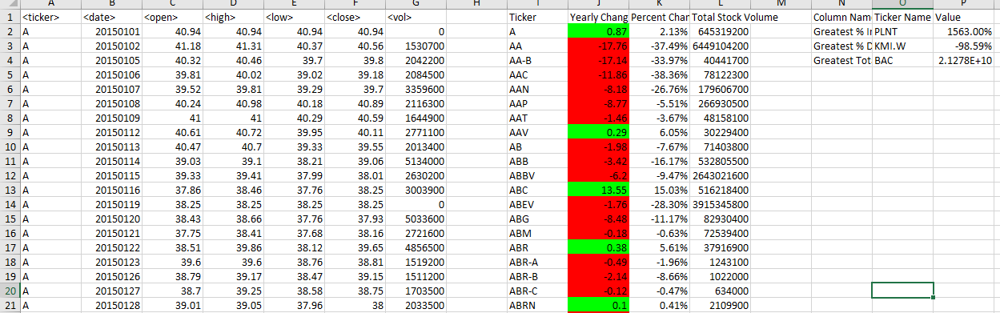 A B C D E F G H I J K L M N O P
1 <ticker> <date> <open> <high> <low> <close> <vol> Ticker Yearly Chang Percent Char Total Stock Volume Column Nam Ticker Name Value
2 A 20150101 40.94 40.94 40.94 40.94 0 A 0.87 2.13% 645319200 Greatest % I PLNT 1563.00%
3 A 20150102 41.18 41.31 40.37 40.56 1530700 AA -17.76 -37.49% 6449104200 Greatest % D KMI.W -98.59%
4 A 20150105 40.32 40.46 39.7 39.8 2042200 AA-B -17.14 -33.97% 40441700 Greatest Tot BAC 2.1278E+10
5 A 20150106 39.81 40.02 39.02 39.18 2084500 AAC -11.86 -38.36% 78122300
6 A 20150107 39.52 39.81 39.29 39.7 3359600 AAN -8.18 -26.76% 179606700
7 A 20150108 40.24 40.98 40.18 40.89 2116300 AAP -8.77 -5.51% 266930500
8 A 20150109 41 41 40.29 40.59 1644900 AAT -1.46 -3.67% 48158100
9 A 20150112 40.61 40.72 39.95 40.11 2771100 AAV 0.29 6.05% 30229400
10 A 20150113 40.47 40.7 39.33 39.55 2013400 AB -1.98 -7.67% 71403800
11 A 20150114 39.03 39.1 38.21 39.06 5134000 ABB -3.42 -16.17% 532805500
12 A 20150115 39.33 39.41 37.99 38.01 2630200 ABBV -6.2 -9.47% 2643021600
13 A 20150116 37.86 38.46 37.76 38.25 3003900 ABC 13.55 15.03% 516218400
14 A 20150119 38.25 38.25 38.25 38.25 0 ABEV -1.76 -28.30% 3915345800
15 A 20150120 38.43 38.66 37.76 37.93 5033600 ABG -8.48 -11.17% 82930400
16 A 20150121 37.75 38.41 37.68 38.16 2721600 ABM -0.18 -0.63% 72539400
17 A 20150122 38.51 39.86 38.12 39.65 4856500 ABR 0.38 5.61% 37916900
18 A 20150123 39.6 39.6 38.76 38.81 1519200 ABR-A -0.49 -1.96% 1243100
19 A 20150126 38.79 39.17 38.47 39.15 1511200 ABR-B -2.14 -8.66% 1022000
20 A 20150127 38.7 39.25 38.58 38.75 1703500 ABR-C -0.12 -0.47% 634000
21 A 20150128 39.01 39.05 37.96 38 2033500 ABRN 0.1 0.41% 2109900